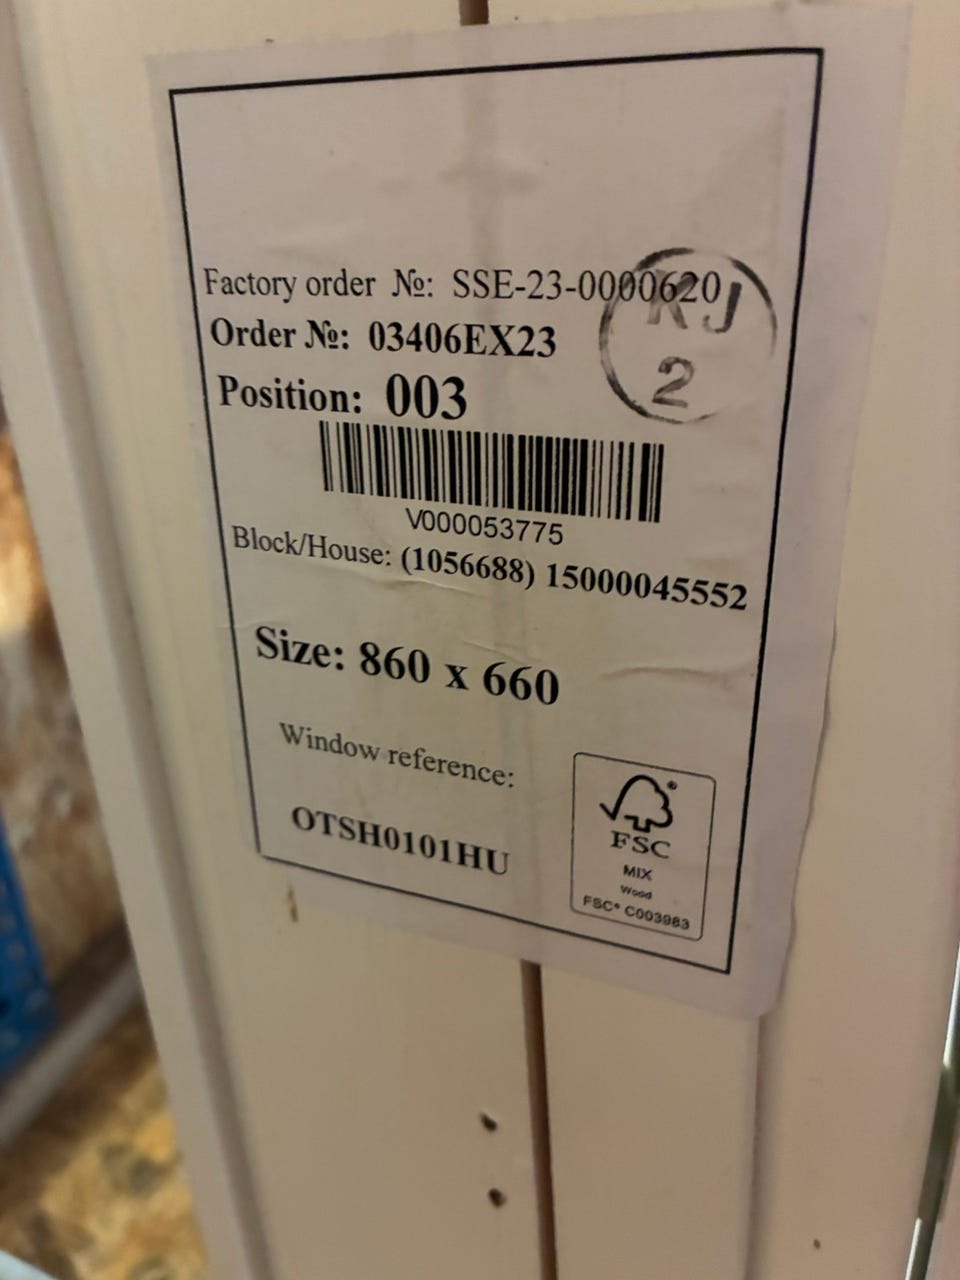 Factory order №: SSE-23-0000620
Order №: 03406EX23
Position: 003
V000053775
Block/House: (1056688) 15000045552
Size: 860 x 660
Window reference:
OTSH0101HU
RJ
2
FSC
MIX
Wood
FSC® C003983